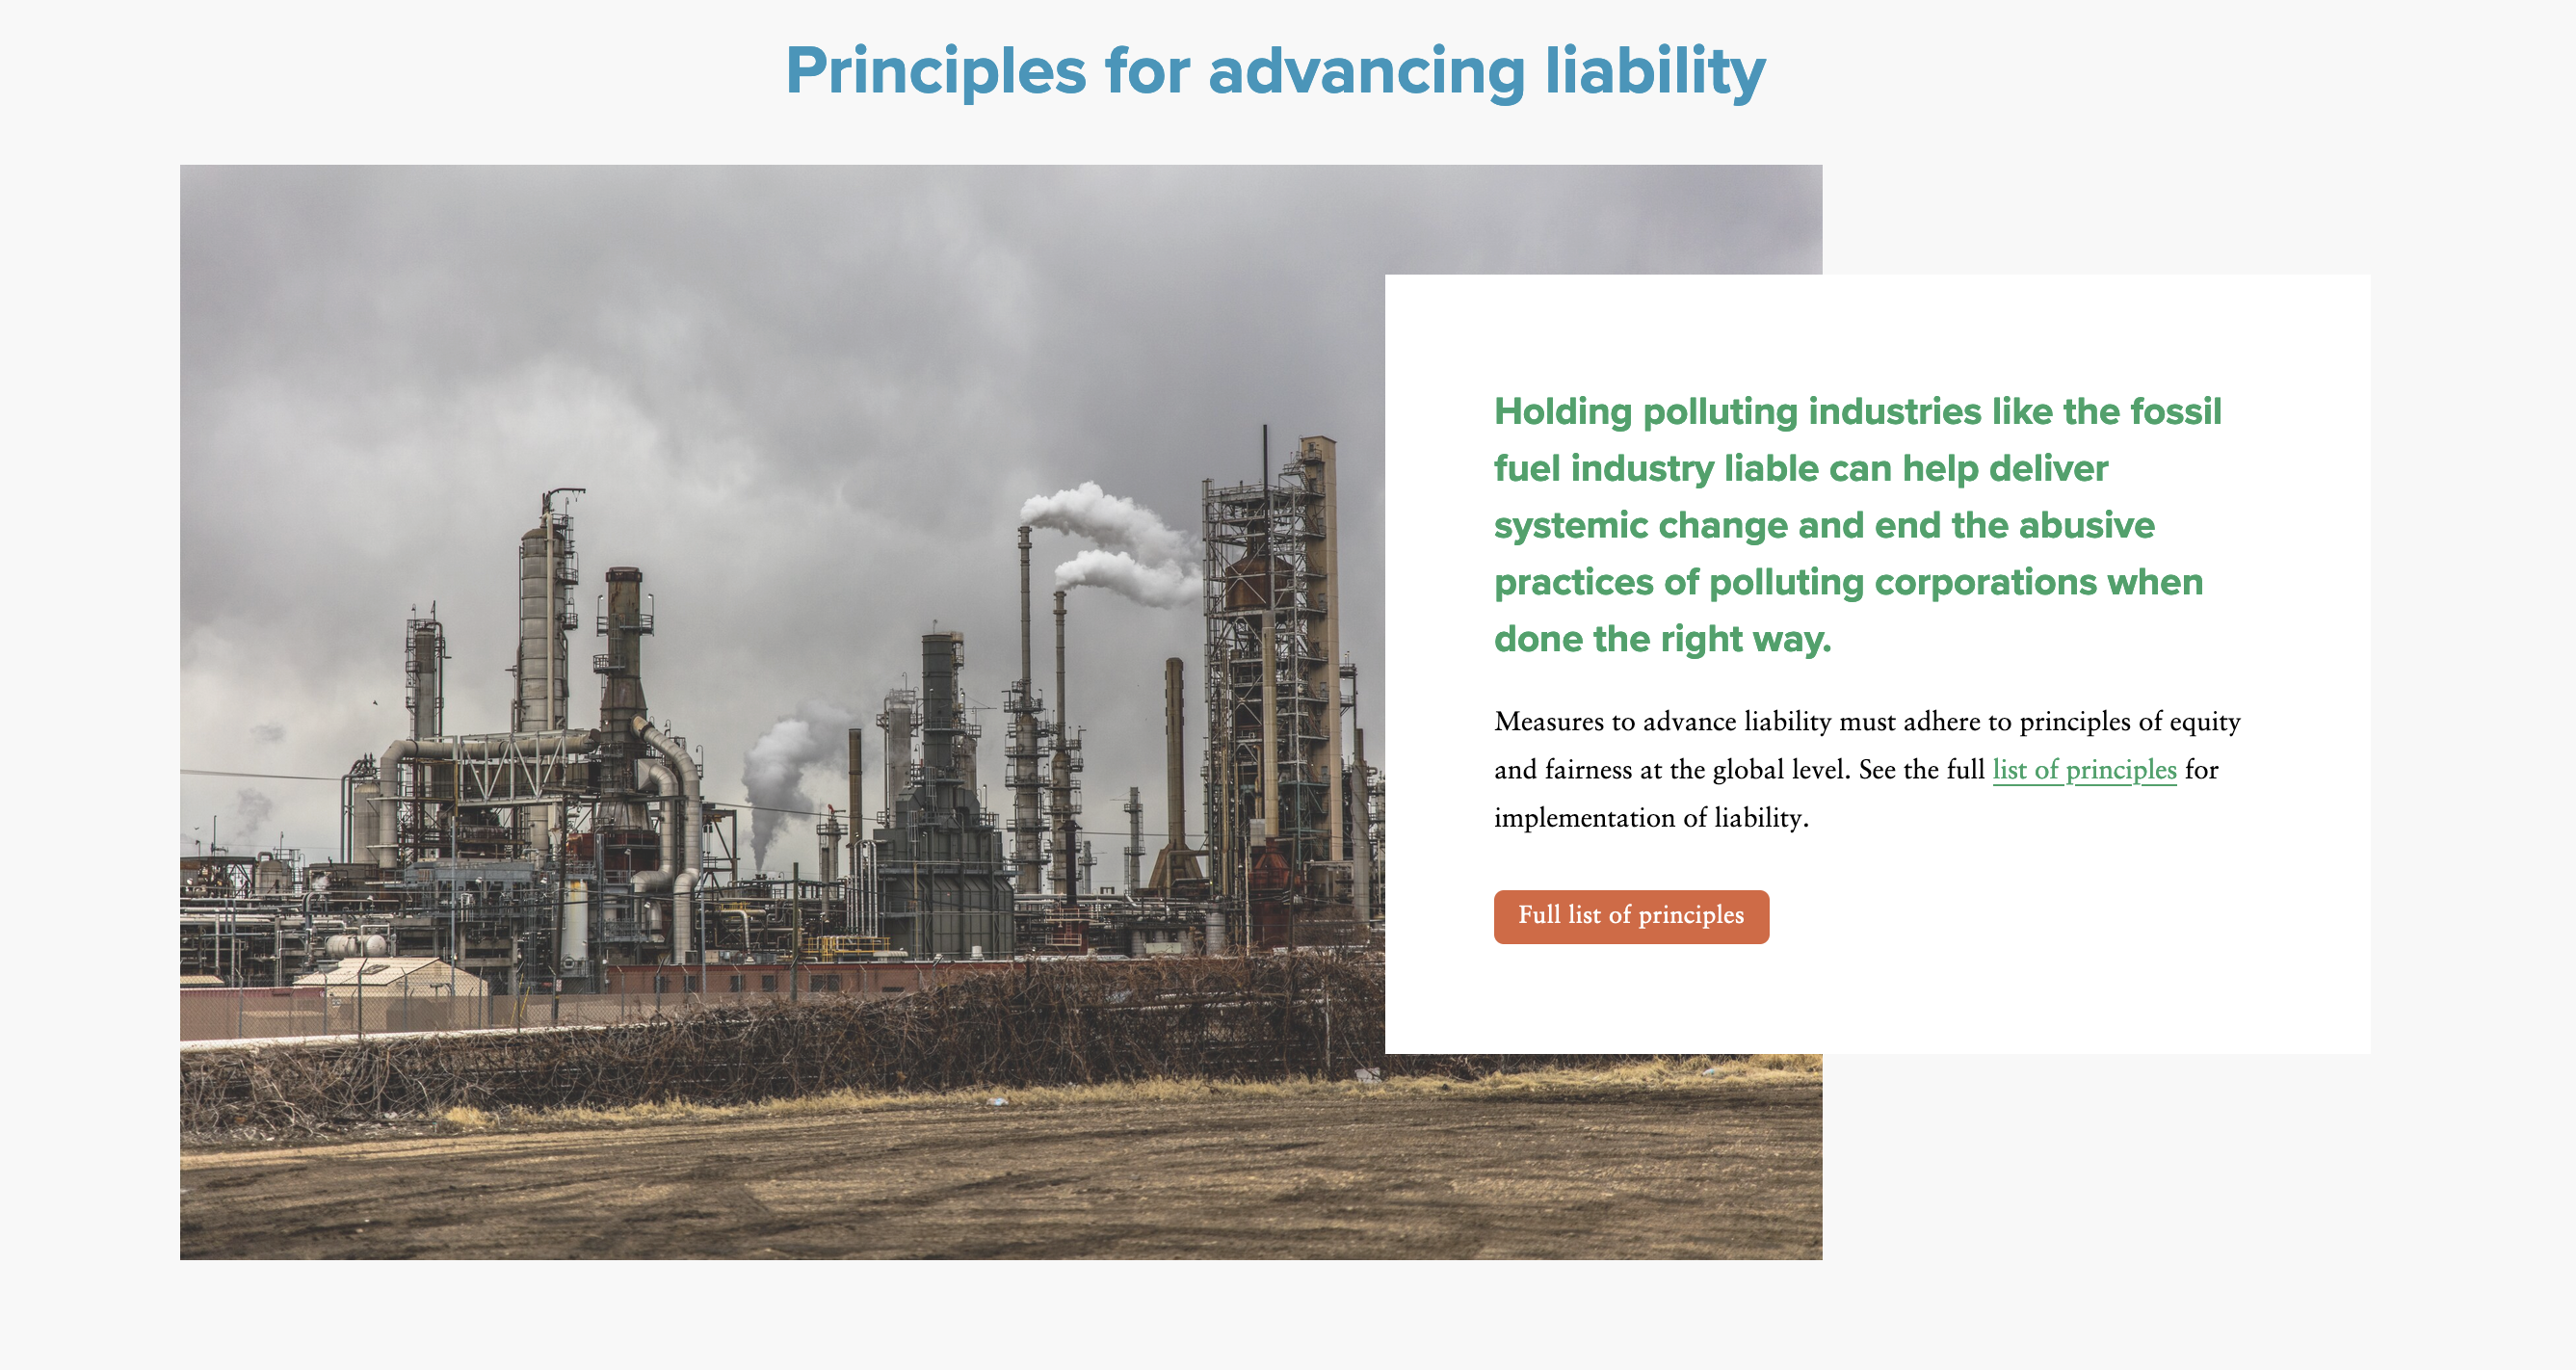 Principles for advancing liability
Holding polluting industries like the fossil
fuel industry liable can help deliver
systemic change and end the abusive
practices of polluting corporations when
done the right way.
Measures to advance liability must adhere to principles of equity
and fairness at the global level. See the full list of principles for
implementation of liability.
Full list of principles